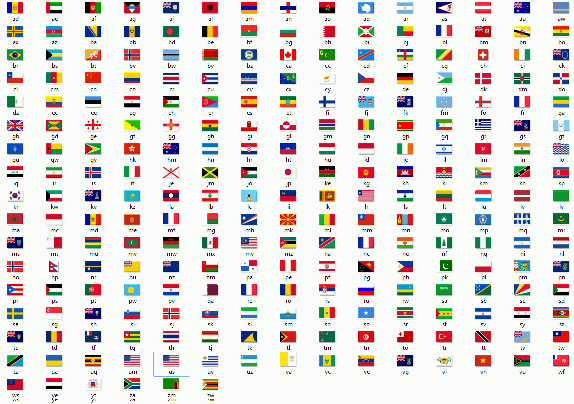 ad ae af ag ai al am an ao aq ar as at au aw
ax az ba bb bd be bf bg bh bi bj bl bm bn bo
br bs bt bv bw by bz ca cc cd cf cg ch ci ck
cl cm cn co cr cu cv cx cy cz de dj dk dm do
dz ec ee eg eh er es et fi fj fk fm fo fr ga
gb gd ge gf gg gh gi gl gm gn gp gq gr gs gt
gu gw gy hk hm hn hr ht hu id ie il im in io
iq ir is it je jm jo jp ke kg kh ki km kn kp
kr kw ky kz la lb lc li lk lr ls lt lu lv ly
ma mc md me mf mg mh mk ml mm mn mo mp mq mr
ms mt mu mv mw mx my mz na nc ne nf ng ni nl
no np nr nu nz om pa pe pf pg ph pk pl pm pn
pr ps pt pw py qa re ro rs ru rw sa sb sc sd
se sg sh si sj sk sl sm sn so sr st sv sy sz
tc td tf tg th tj tk tl tm tn to tr tt tv tw
tz ua ug um us uy uz va vc ve vg vi vn vu wf
ws ye yt za zm zw